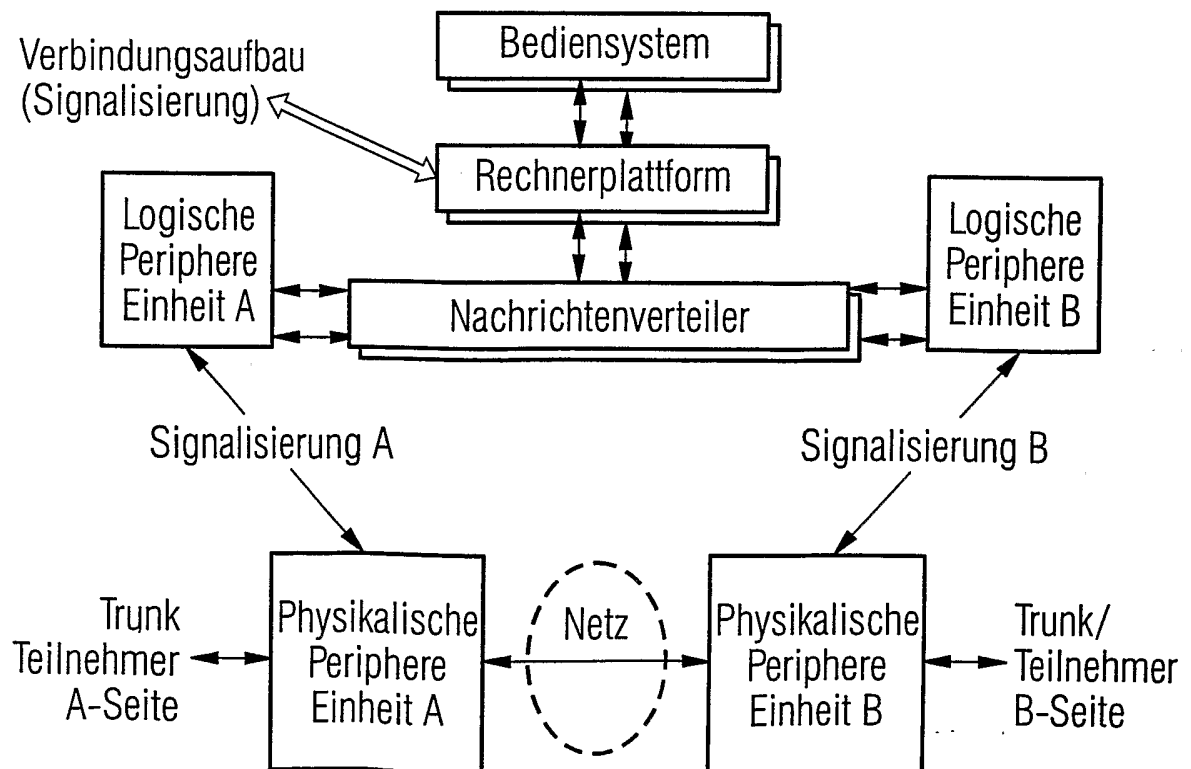 Bediensystem
Verbindungsaufbau
(Signalisierung)
Rechnerplattform
Logische
Periphere
Einheit A
Logische
Periphere
Einheit B
Nachrichtenverteiler
Signalisierung A
Signalisierung B
Trunk
Teilnehmer
A-Seite
Physikalische
Periphere
Einheit A
Netz
Physikalische
Periphere
Einheit B
Trunk/
Teilnehmer
B-Seite